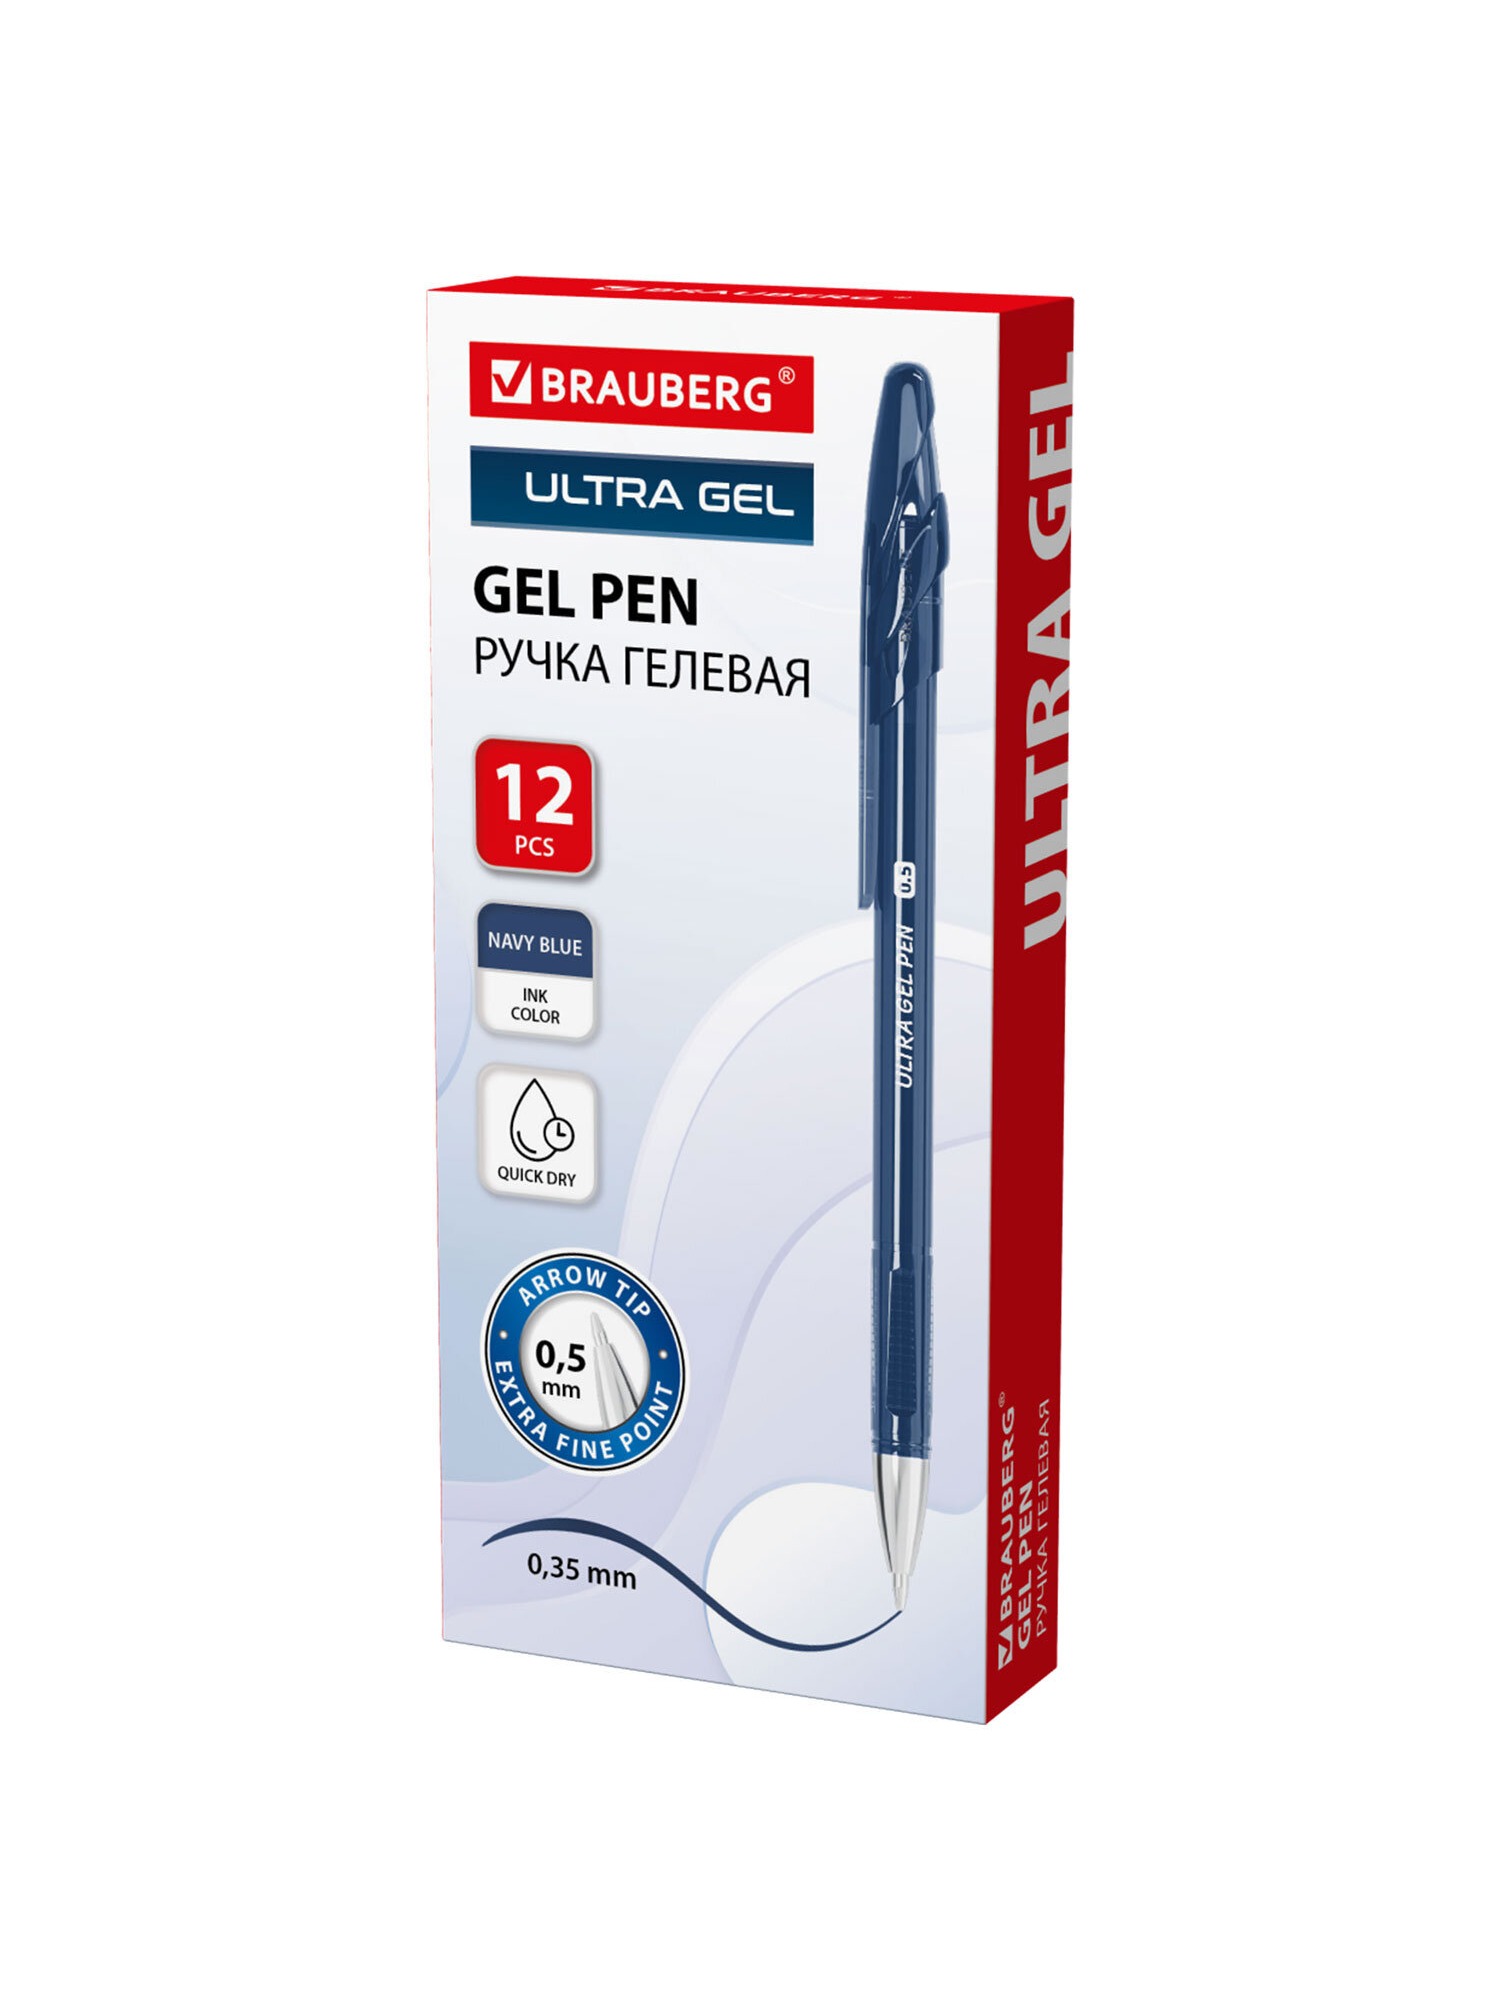 BRAUBERG ®
BRAUBERG®
ULTRA GEL
GEL PEN
РУЧКА ГЕЛЕВАЯ
12
PCS
NAVY BLUE
INK
COLOR
QUICK DRY
ARROW TIP
0,5
mm
EXTRA FINE POINT
0,35 mm
ULTRA GEL PEN 0.5
ULTRA GEL
BRAUBERG®
GEL PEN
РУЧКА ГЕЛЕВАЯ